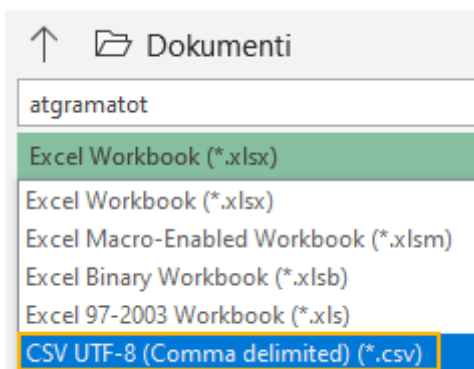 Dokumenti
atgramatot
Excel Workbook (*.xlsx)
Excel Workbook (*.xlsx)
Excel Macro-Enabled Workbook (*.xlsm)
Excel Binary Workbook (*.xlsb)
Excel 97-2003 Workbook (*.xls)
CSV UTF-8 (Comma delimited) (*.csv)